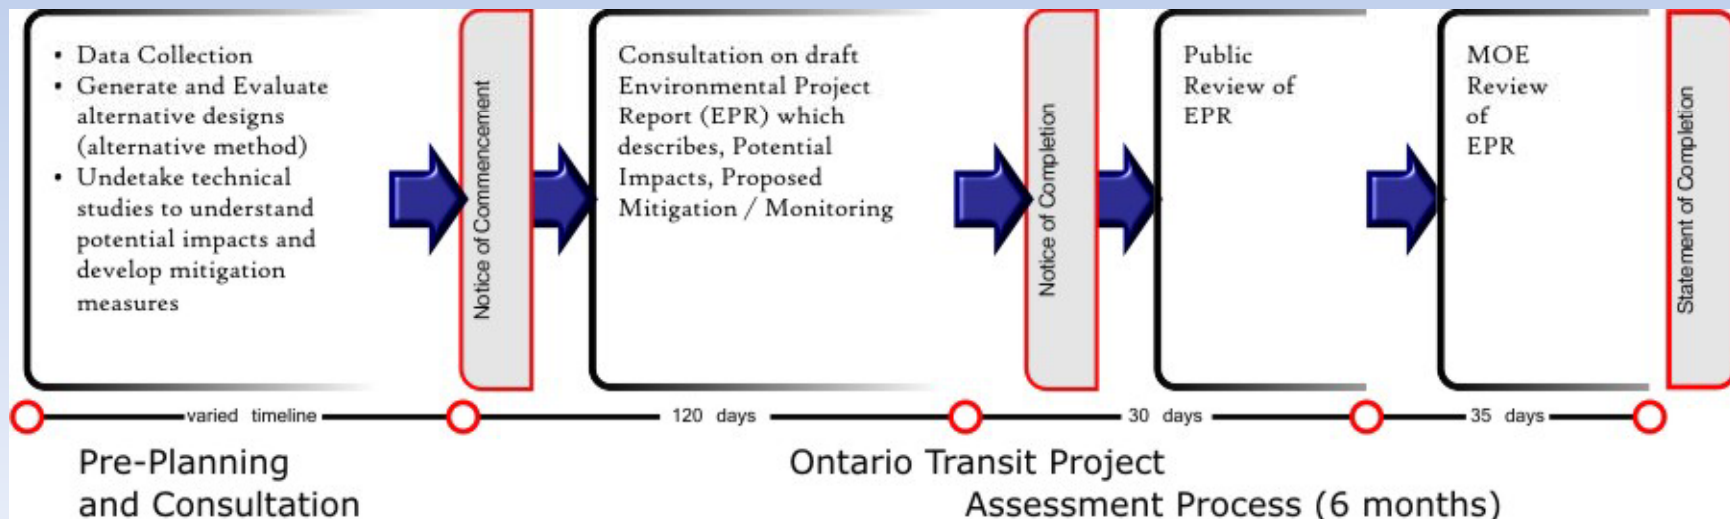 • Data Collection
• Generate and Evaluate
alternative designs
(alternative method)
• Undetake technical
studies to understand
potential impacts and
develop mitigation
measures
Notice of Commencement
Consultation on draft
Environmental Project
Report (EPR) which
describes, Potential
Impacts, Proposed
Mitigation / Monitoring
Notice of Completion
Public
Review of
EPR
MOE
Review
of
EPR
Statement of Completion
varied timeline
120 days
30 days
35 days
Pre-Planning
and Consultation
Ontario Transit Project
Assessment Process (6 months)